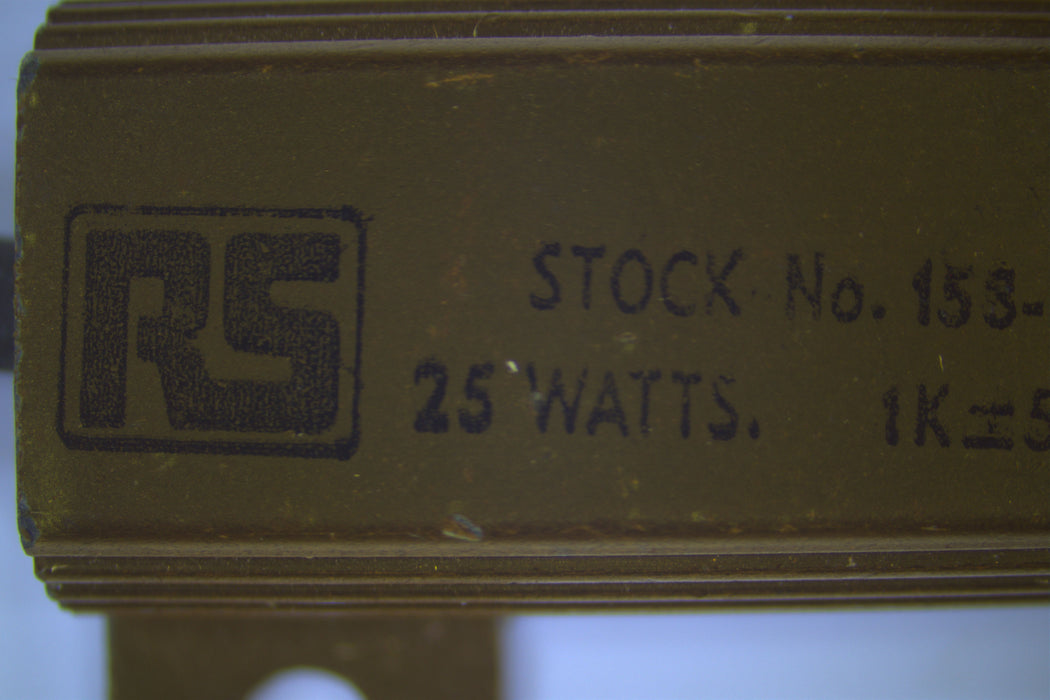 RS
STOCK No. 158-
25 WATTS. 1K ± 5